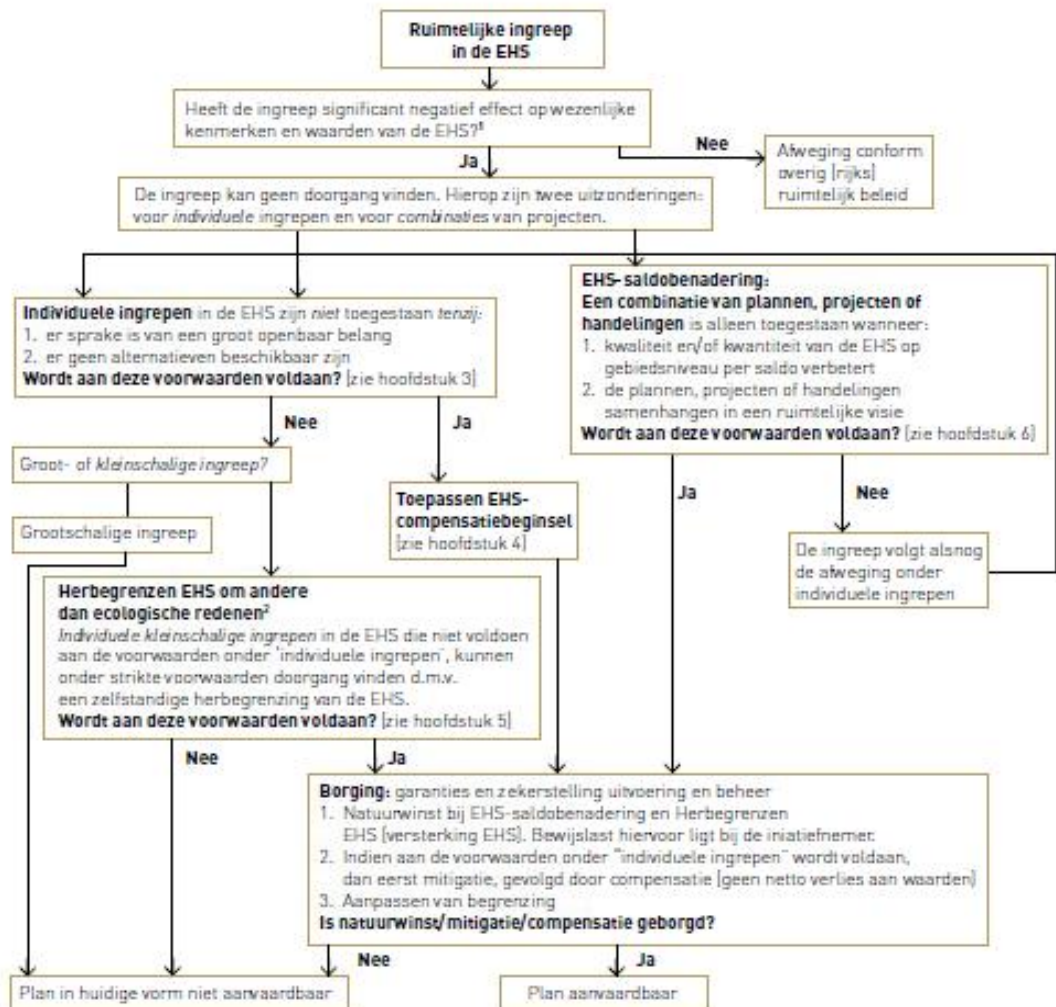 Ruimtelijke ingreep
in de EHS
Heeft de ingreep significant negatief effect op wezenlijke
kenmerken en waarden van de EHS?¹
Nee
Ja
Afweging conform
overig (rijks)
ruimtelijk beleid
De ingreep kan geen doorgang vinden. Hierop zijn twee uitzonderingen:
voor individuele ingrepen en voor combinaties van projecten.
Individuele ingrepen in de EHS zijn niet toegestaan tenzij:
1. er sprake is van een groot openbaar belang
2. er geen alternatieven beschikbaar zijn
Wordt aan deze voorwaarden voldaan? (zie hoofdstuk 3)
EHS-saldobenadering:
Een combinatie van plannen, projecten of
handelingen is alleen toegestaan wanneer:
1. kwaliteit en/of kwantiteit van de EHS op
gebiedsniveau per saldo verbetert
2. de plannen, projecten of handelingen
samenhangen in een ruimtelijke visie
Wordt aan deze voorwaarden voldaan? (zie hoofdstuk 6)
Nee
Ja
Groot- of kleinschalige ingreep?
Grootschalige ingreep
Toepassen EHS-
compensatiebeginsel
(zie hoofdstuk 4)
Ja
Nee
De ingreep volgt alsnog
de afweging onder
individuele ingrepen
Herbegrenzen EHS om andere
dan ecologische redenen²
Individuele kleinschalige ingrepen in de EHS die niet voldoen
aan de voorwaarden onder "individuele ingrepen", kunnen
onder strikte voorwaarden doorgang vinden d.m.v.
een zelfstandige herbegrenzing van de EHS.
Wordt aan deze voorwaarden voldaan? (zie hoofdstuk 5)
Nee
Ja
Borging: garanties en zekerstelling uitvoering en beheer
1. Natuurwinst bij EHS-saldobenadering en Herbegrenzen
EHS (versterking EHS). Bewijslast hiervoor ligt bij de iniatiefnemer.
2. Indien aan de voorwaarden onder "individuele ingrepen" wordt voldaan,
dan eerst mitigatie, gevolgd door compensatie (geen netto verlies aan waarden)
3. Aanpassen van begrenzing
Is natuurwinst/mitigatie/compensatie geborgd?
Nee
Ja
Plan in huidige vorm niet aanvaardbaar
Plan aanvaardbaar